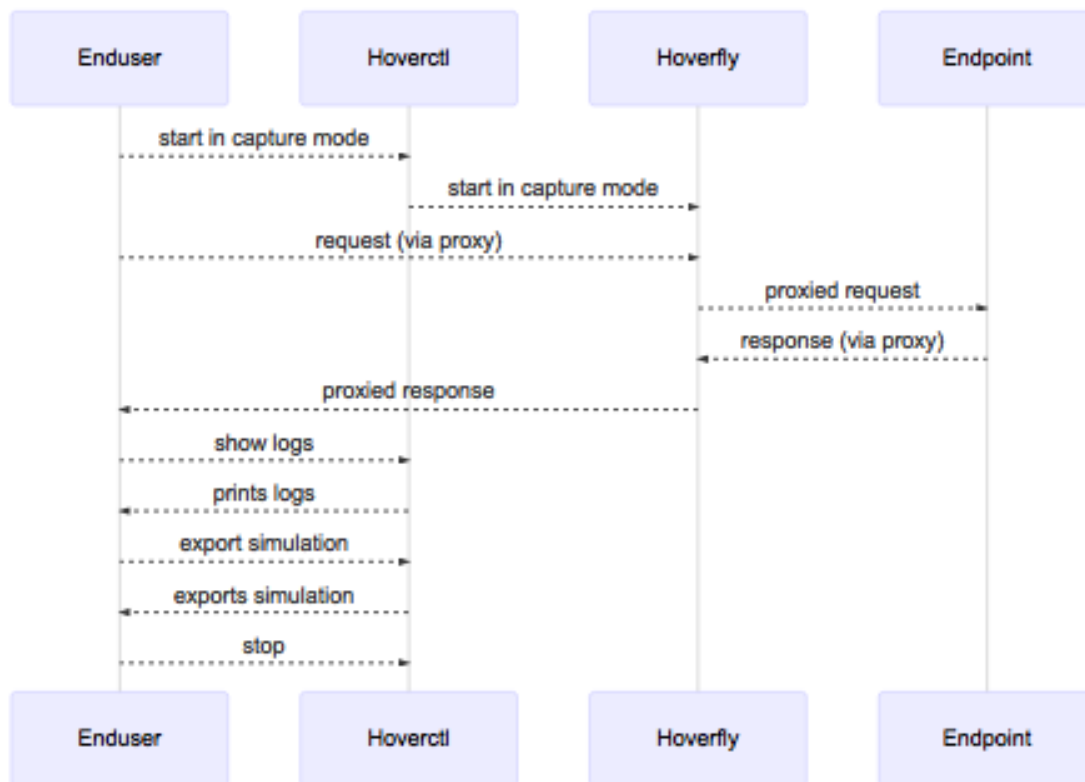 Enduser Hoverctl Hoverfly Endpoint
start in capture mode
start in capture mode
request (via proxy)
proxied request
response (via proxy)
proxied response
show logs
prints logs
export simulation
exports simulation
stop
Enduser Hoverctl Hoverfly Endpoint